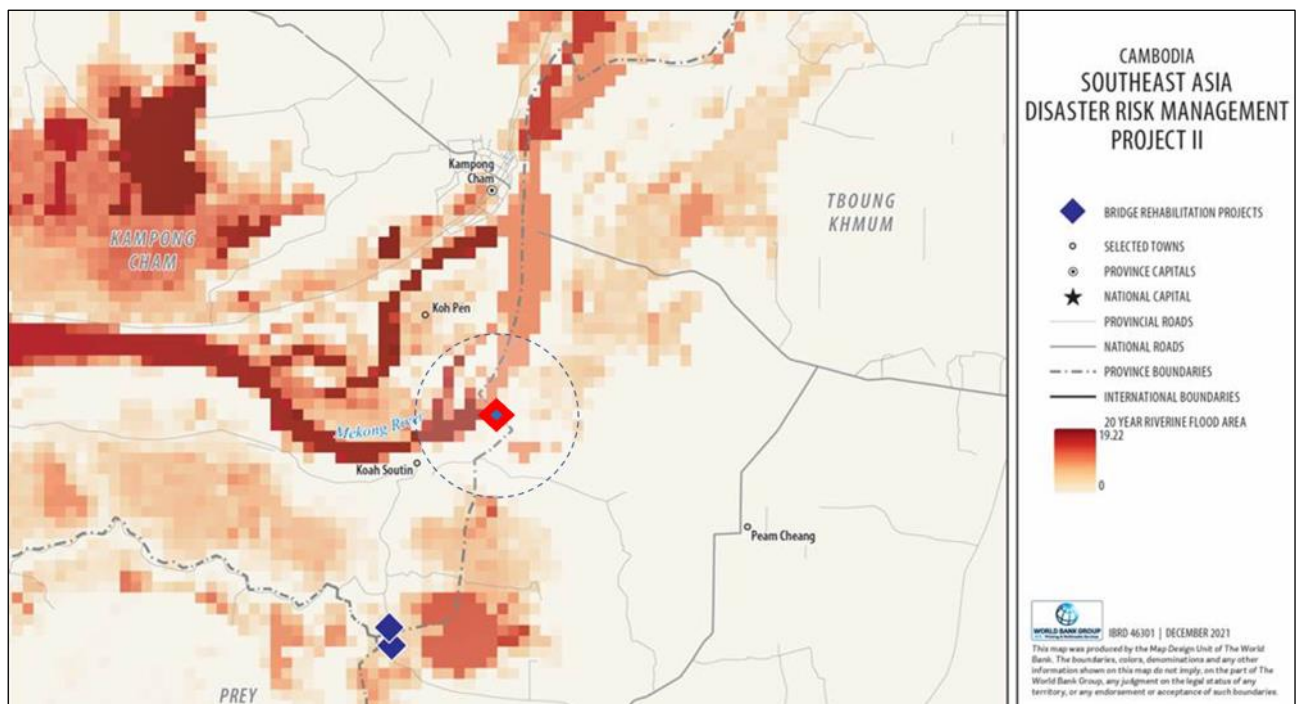 Kampong
Cham
TBOUNG
KHMUM
KAMPONG
CHAM
Koh Pen
Mekong River
Koah Soutin
Peam Cheang
PREY
CAMBODIA
SOUTHEAST ASIA
DISASTER RISK MANAGEMENT
PROJECT II
BRIDGE REHABILITATION PROJECTS
SELECTED TOWNS
PROVINCE CAPITALS
NATIONAL CAPITAL
PROVINCIAL ROADS
NATIONAL ROADS
PROVINCE BOUNDARIES
INTERNATIONAL BOUNDARIES
20 YEAR RIVERINE FLOOD AREA
19.22
0
WORLD BANK GROUP
IBRD 46301 | DECEMBER 2021
This map was produced by the Map Design Unit of The World
Bank. The boundaries, colors, denominations and any other
information shown on this map do not imply, on the part of The
World Bank Group, any judgment on the legal status of any
territory, or any endorsement or acceptance of such boundaries.